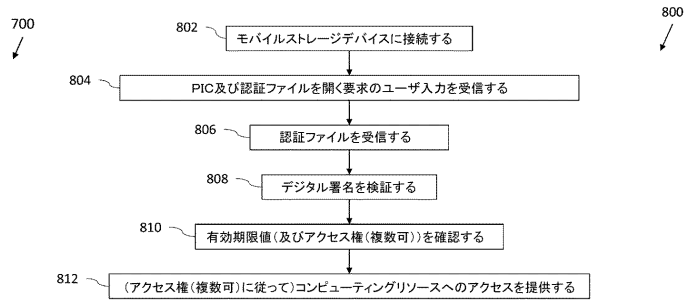 700
800
802
モバイルストレージデバイスに接続する
804
PIC及び認証ファイルを開く要求のユーザ入力を受信する
806
認証ファイルを受信する
808
デジタル署名を検証する
810
有効期限値(及びアクセス権(複数可))を確認する
812
(アクセス権(複数可)に従って)コンピューティングリソースへのアクセスを提供する